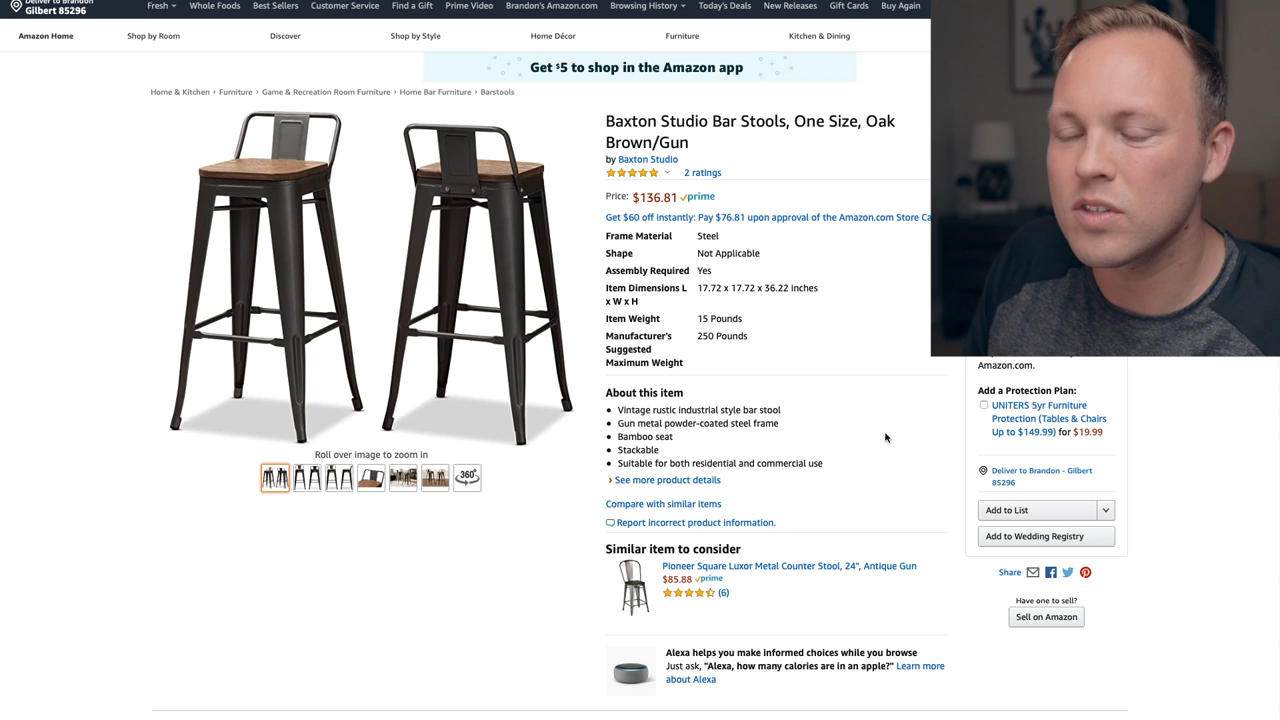 Deliver to Brandon
Gilbert 85296
Fresh Whole Foods Best Sellers Customer Service Find a Gift Prime Video Brandon's Amazon.com Browsing History Today's Deals New Releases Gift Cards Buy Again
Amazon Home Shop by Room Discover Shop by Style Home Décor Furniture Kitchen & Dining
Get $5 to shop in the Amazon app
Home & Kitchen › Furniture › Game & Recreation Room Furniture › Home Bar Furniture › Barstools
Baxton Studio Bar Stools, One Size, Oak
Brown/Gun
by Baxton Studio
2 ratings
Price: $136.81 prime
Get $60 off instantly: Pay $76.81 upon approval of the Amazon.com Store Ca
Frame Material Steel
Shape Not Applicable
Assembly Required Yes
Item Dimensions L 17.72 x 17.72 x 36.22 inches
x W x H
Item Weight 15 Pounds
Manufacturer's 250 Pounds
Suggested
Maximum Weight
About this item
• Vintage rustic industrial style bar stool
• Gun metal powder-coated steel frame
• Bamboo seat
• Stackable
• Suitable for both residential and commercial use
› See more product details
Compare with similar items
Report incorrect product information.
Similar item to consider
Pioneer Square Luxor Metal Counter Stool, 24", Antique Gun
$85.88 prime
(6)
Alexa helps you make informed choices while you browse
Just ask, "Alexa, how many calories are in an apple?" Learn more
about Alexa
Roll over image to zoom in
360°
Amazon.com.
Add a Protection Plan:
UNITERS 5yr Furniture
Protection (Tables & Chairs
Up to $149.99) for $19.99
Deliver to Brandon - Gilbert
85296
Add to List
Add to Wedding Registry
Share
Have one to sell?
Sell on Amazon